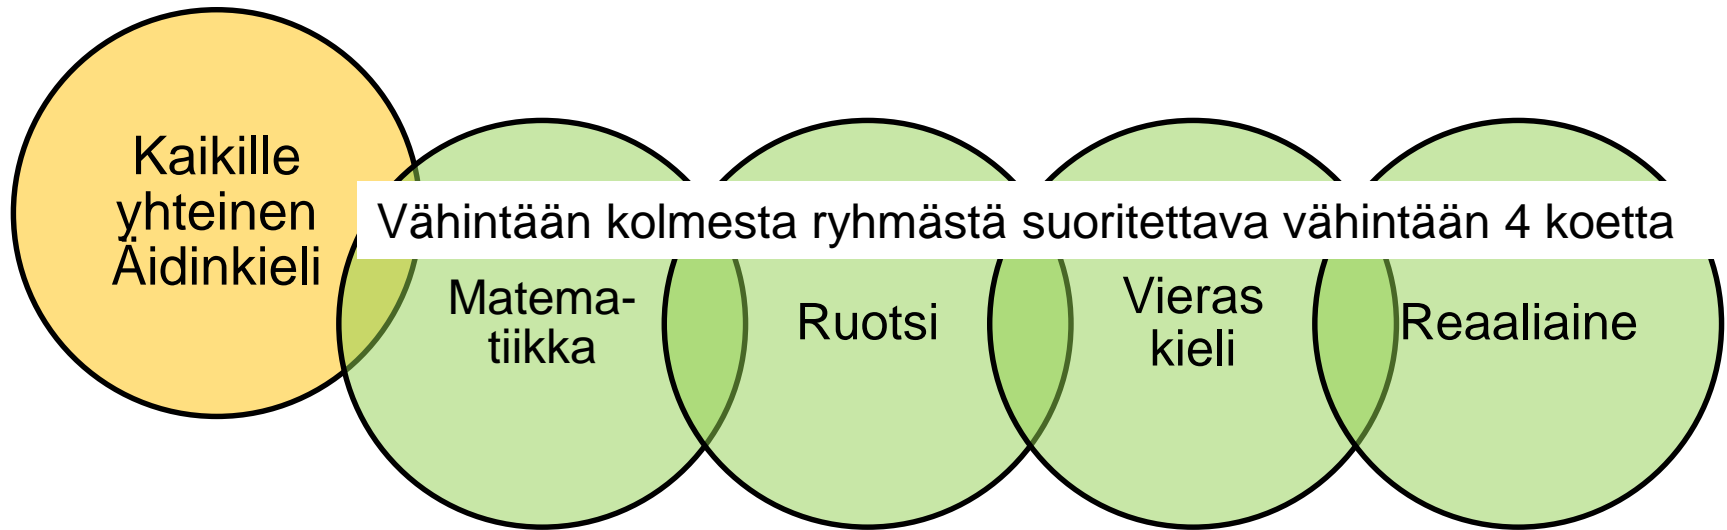 Kaikille
yhteinen
Äidinkieli
Vähintään kolmesta ryhmästä suoritettava vähintään 4 koetta
Matema-
tiikka
Ruotsi
Vieras
kieli
Reaaliaine